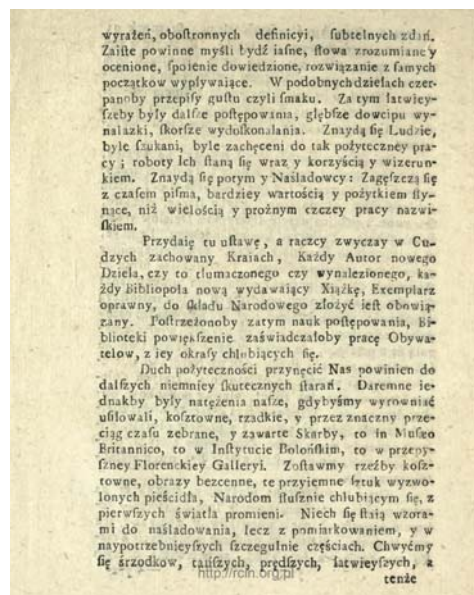 wyrażeń, oboſtronnych definicyi, ſubtelnych zdań.
Zaiſte powinne myśli bydź iaſne, ſłowa zrozumiane y
ocenione, ſpoienie dowiedzione, rozwiązanie z ſamych
początkow wypływaiące. W podobnych dziełach czer-
panoby przepiſy guſtu czyli ſmaku. Za tym łatwiey-
ſzeby były dalſze poſtępowania, głębſze dowcipu wy-
nalazki, ſkorſze wydoſkonalania. Znaydą ſię Ludzie,
byle ſzukani, byle zachęceni do tak pożyteczney pra-
cy; roboty Ich ſtaną ſię wraz y korzyścią y wizerun-
kiem. Znaydą ſię potym y Naśladowcy: Zagęſzczą ſię
z czaſem piſma, bardziey wartością y pożytkiem ſły-
nące, niż wielością y prożnym czczey pracy nazwi-
ſkiem.
Przydaię tu uſtawę, a raczey zwyczay w Cu-
dzych zachowany Kraiach, Każdy Autor nowego
Dzieła, czy to tłumaczonego czy wynalezionego, ka-
żdy Bibliopola nową wydawaiący Xiążkę, Exemplarz
oprawny, do ſkładu Narodowego złożyć ieſt obowią-
zany. Poſtrzeżonoby zatym nauk poſtępowania, Bi-
blioteki powiększenie zaświadczałoby pracę Obywa-
telow, z iey okraſy chlubiących ſię.
Duch pożyteczności przynęcić Nas powinien do
dalſzych niemniey ſkutecznych ſtarań. Daremne ie-
dnakby były natężenia naſze, gdybyśmy wyrownać
uſiłowali, koſztowne, rzadkie, y przez znaczny prze-
ciąg czaſu zebrane, y zawarte Skarby, to in Muſeo
Britannico, to w Inſtytucie Bolońſkim, to w przepy-
ſzney Florenckiey Galleryi. Zoſtawmy rzeźby koſz-
towne, obrazy bezcenne, te przyiemne ſztuk wyzwo-
lonych pieścidła, Narodom ſłuſznie chlubiącym ſię, z
pierwſzych światła promieni. Niech ſię ſtaią wzora-
mi do naśladowania, lecz z pomiarkowaniem, y w
naypotrzebnieyſzych ſzczegulnie częściach. Chwyćmy
ſię śrzodkow, tańſzych, prędſzych, łatwieyſzych, a
tenże
http://rcin.org.pl